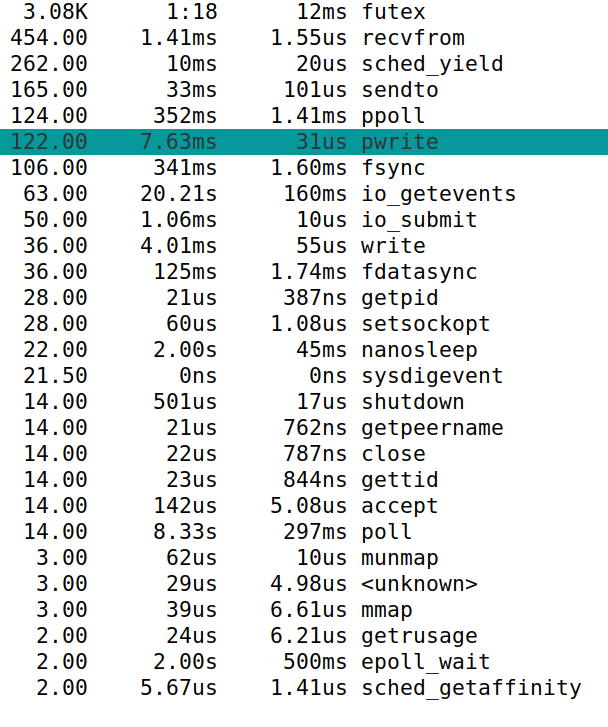 3.08K 1:18 12ms futex
454.00 1.41ms 1.55us recvfrom
262.00 10ms 20us sched_yield
165.00 33ms 101us sendto
124.00 352ms 1.41ms ppoll
122.00 7.63ms 31us pwrite
106.00 341ms 1.60ms fsync
63.00 20.21s 160ms io_getevents
50.00 1.06ms 10us io_submit
36.00 4.01ms 55us write
36.00 125ms 1.74ms fdatasync
28.00 21us 387ns getpid
28.00 60us 1.08us setsockopt
22.00 2.00s 45ms nanosleep
21.50 0ns 0ns sysdigevent
14.00 501us 17us shutdown
14.00 21us 762ns getpeername
14.00 22us 787ns close
14.00 23us 844ns gettid
14.00 142us 5.08us accept
14.00 8.33s 297ms poll
3.00 62us 10us munmap
3.00 29us 4.98us <unknown>
3.00 39us 6.61us mmap
2.00 24us 6.21us getrusage
2.00 2.00s 500ms epoll_wait
2.00 5.67us 1.41us sched_getaffinity